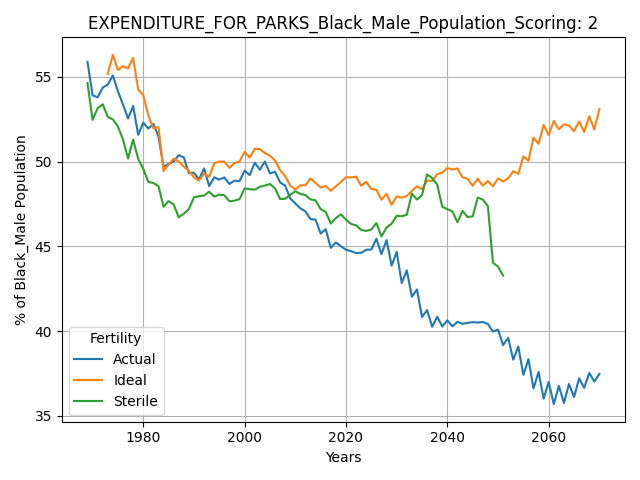 EXPENDITURE_FOR_PARKS_Black_Male_Population_Scoring: 2
% of Black_Male Population
55
50
45
40
35
Fertility
Actual
Ideal
Sterile
1980
2000
2020
2040
2060
Years